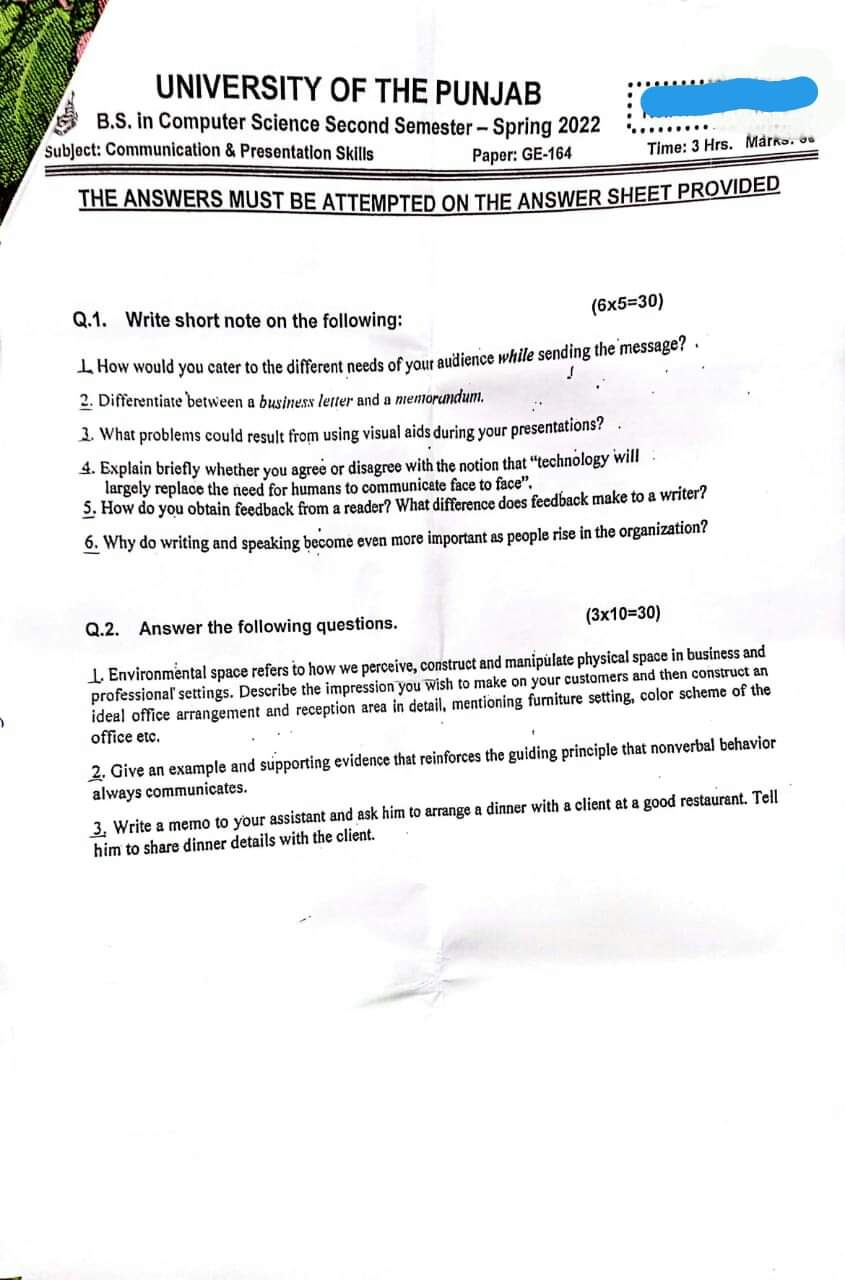 UNIVERSITY OF THE PUNJAB
B.S. in Computer Science Second Semester – Spring 2022
Subject: Communication & Presentation Skills Paper: GE-164 Time: 3 Hrs. Marks:
THE ANSWERS MUST BE ATTEMPTED ON THE ANSWER SHEET PROVIDED
Q.1. Write short note on the following: (6x5=30)
1. How would you cater to the different needs of your audience while sending the message?
2. Differentiate between a business letter and a memorundum.
3. What problems could result from using visual aids during your presentations?
4. Explain briefly whether you agree or disagree with the notion that "technology will
largely replace the need for humans to communicate face to face".
5. How do you obtain feedback from a reader? What difference does feedback make to a writer?
6. Why do writing and speaking become even more important as people rise in the organization?
Q.2. Answer the following questions. (3x10=30)
1. Environmental space refers to how we perceive, construct and manipulate physical space in business and
professional settings. Describe the impression you wish to make on your customers and then construct an
ideal office arrangement and reception area in detail, mentioning furniture setting, color scheme of the
office etc.
2. Give an example and supporting evidence that reinforces the guiding principle that nonverbal behavior
always communicates.
3. Write a memo to your assistant and ask him to arrange a dinner with a client at a good restaurant. Tell
him to share dinner details with the client.